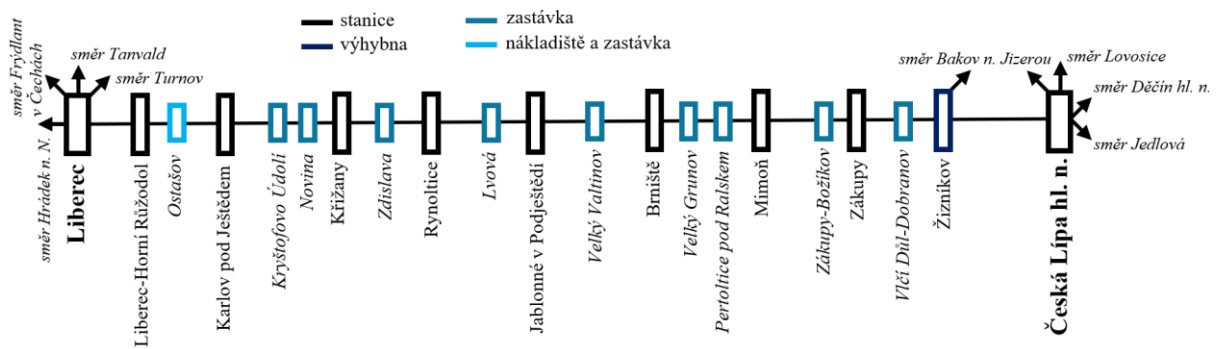 stanice
zastávka
výhybna
nákladiště a zastávka
směr Frýdlant
v Čechách
směr Tanvald
směr Turnov
směr Hrádek n. N.
směr Bakov n. Jizerou
směr Lovosice
směr Děčín hl. n.
směr Jedlová
Liberec
Liberec-Horní Růžodol
Ostašov
Karlov pod Ještědem
Kryštofovo Údolí
Novina
Křižany
Zdislava
Rynoltice
Lvová
Jablonné v Podještědí
Velký Valtinov
Brniště
Velký Grunov
Pertoltice pod Ralskem
Mimoň
Zákupy-Božíkov
Zákupy
Vlčí Důl-Dobranov
Žizníkov
Česká Lípa hl. n.